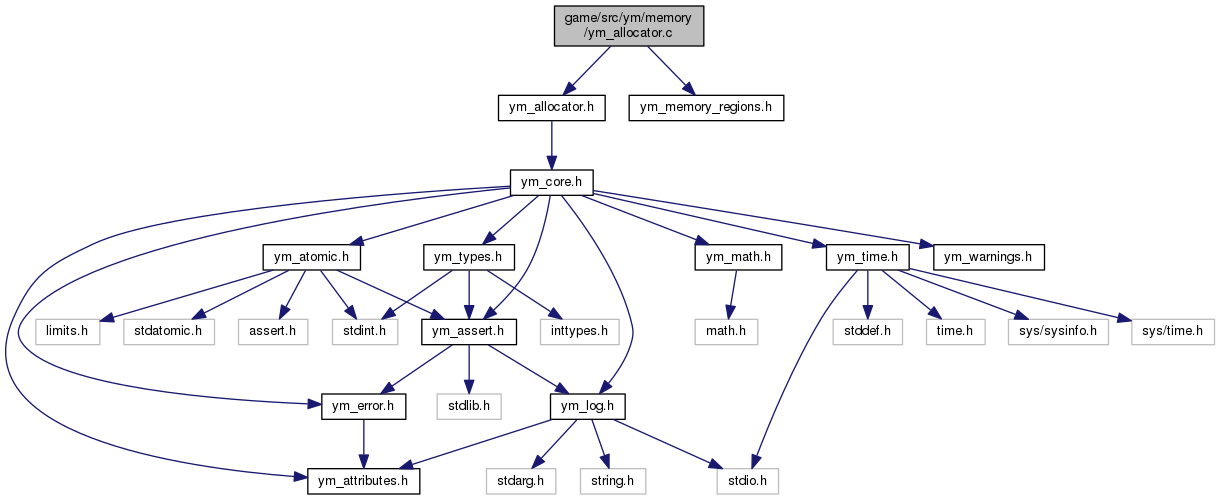 game/src/ym/memory
/ym_allocator.c
ym_allocator.h
ym_memory_regions.h
ym_core.h
ym_atomic.h
ym_types.h
ym_math.h
ym_time.h
ym_warnings.h
limits.h
stdatomic.h
assert.h
stdint.h
ym_assert.h
inttypes.h
math.h
stddef.h
time.h
sys/sysinfo.h
sys/time.h
ym_error.h
stdlib.h
ym_log.h
ym_attributes.h
stdarg.h
string.h
stdio.h